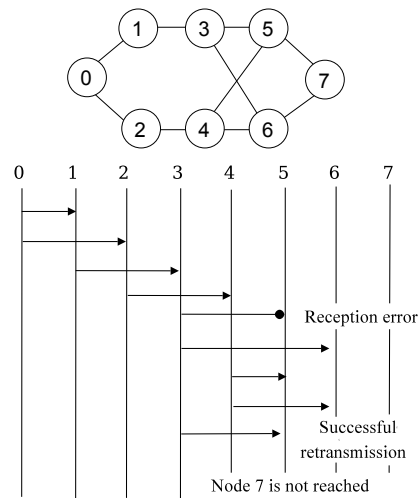 1 3 5
0 7
2 4 6
0 1 2 3 4 5 6 7
Reception error
Successful
retransmission
Node 7 is not reached